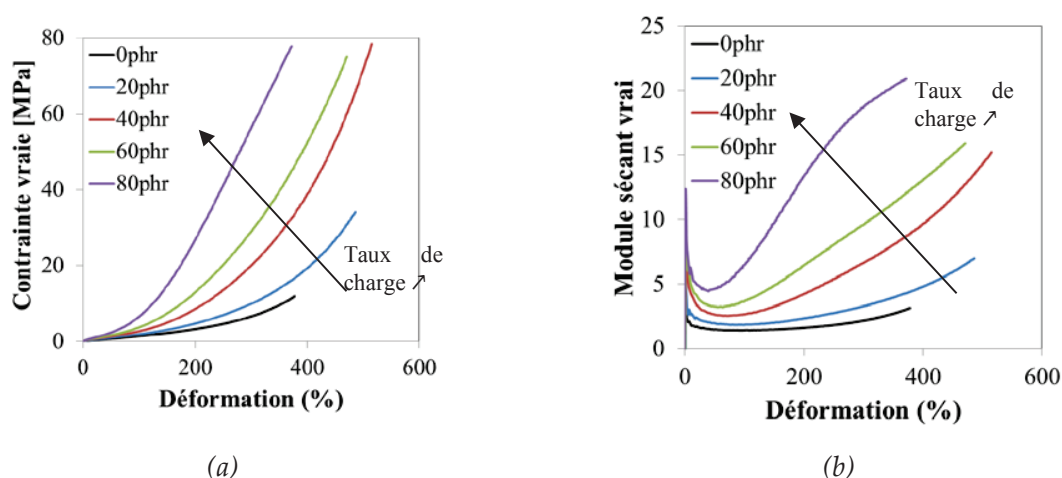 80
60
40
20
0
Contrainte vraie [MPa]
0phr
20phr
40phr
60phr
80phr
Taux de
charge ↗
0 200 400 600
Déformation (%)
(a)
25
20
15
10
5
0
Module sécant vrai
0phr
20phr
40phr
60phr
80phr
Taux de
charge ↗
0 200 400 600
Déformation (%)
(b)